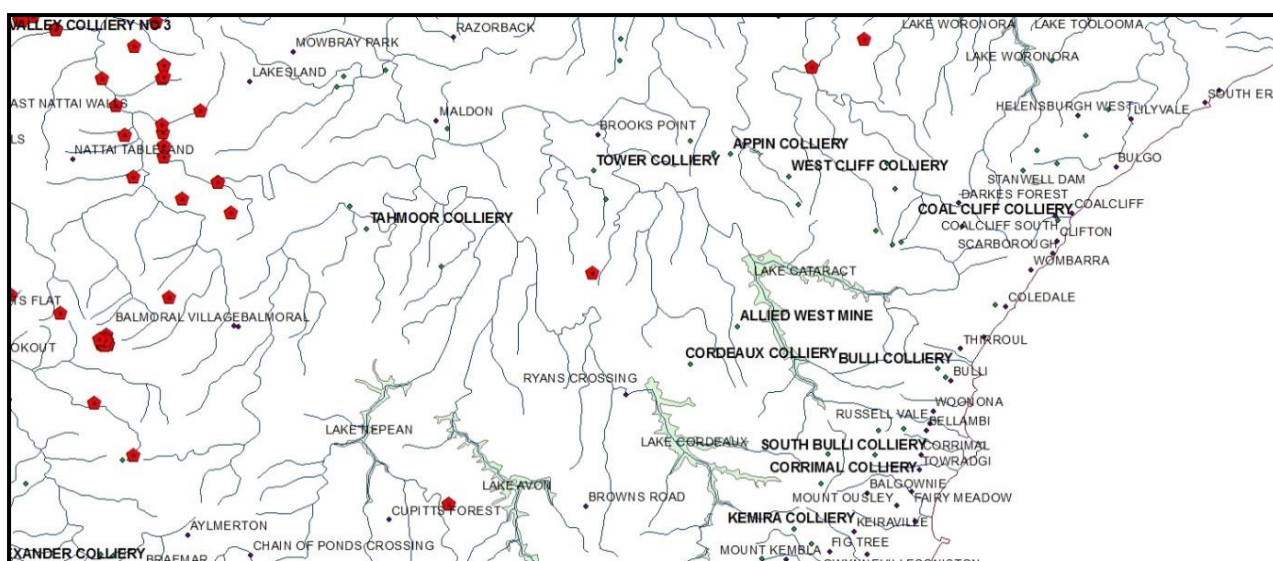 VALLEY COLLIERY NO 3
RAZORBACK
LAKE WORONORA
LAKE TOOLOOMA
MOWBRAY PARK
LAKE WORONORA
LAKESLAND
SOUTH ER
AST NATTAI WALLS
HELENSBURGH WEST
LILYVALE
MALDON
BROOKS POINT
LS
NATTAI TABLELAND
APPIN COLLIERY
TOWER COLLIERY
WEST CLIFF COLLIERY
BULGO
STANWELL DAM
DARKES FOREST
TAHMOOR COLLIERY
COAL CLIFF COLLIERY
COALCLIFF
COALCLIFF SOUTH
CLIFTON
SCARBOROUGH
WOMBARRA
LAKE CATARACT
TS FLAT
COLEDALE
BALMORAL VILLAGE
BALMORAL
ALLIED WEST MINE
OKOUT
THIRROUL
CORDEAUX COLLIERY
BULLI COLLIERY
BULLI
RYANS CROSSING
WOONONA
RUSSELL VALE
BELLAMBI
LAKE NEPEAN
LAKE CORDEAUX
SOUTH BULLI COLLIERY
CORRIMAL
CORRIMAL COLLIERY
TOWRADGI
LAKE AVON
BALGOWNIE
BROWNS ROAD
MOUNT OUSLEY
FAIRY MEADOW
CUPITTS FOREST
KEMIRA COLLIERY
AYLMERTON
KEIRAVILLE
FIG TREE
CHAIN OF PONDS CROSSING
MOUNT KEMBLA
EXANDER COLLIERY
BRAEMAR